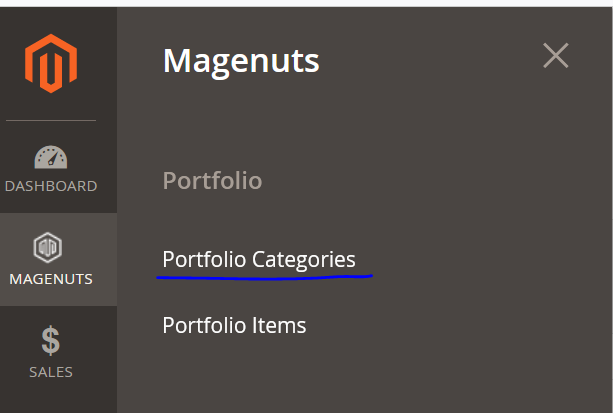 Magenuts
Portfolio
DASHBOARD
Portfolio Categories
MAGENUTS
Portfolio Items
$
SALES